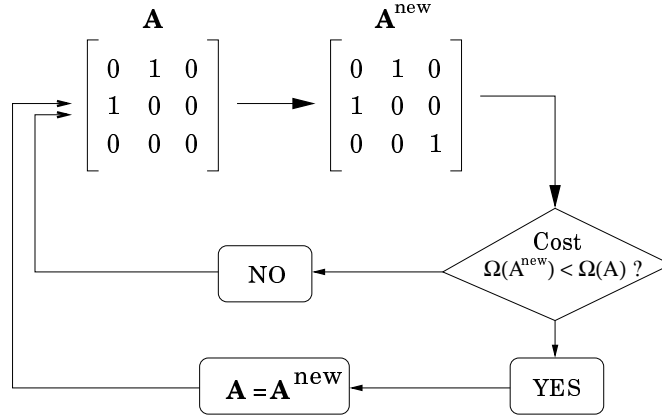 A
A^new
0 1 0
1 0 0
0 0 0
0 1 0
1 0 0
0 0 1
Cost
Ω(A^new) < Ω(A) ?
NO
YES
A = A^new